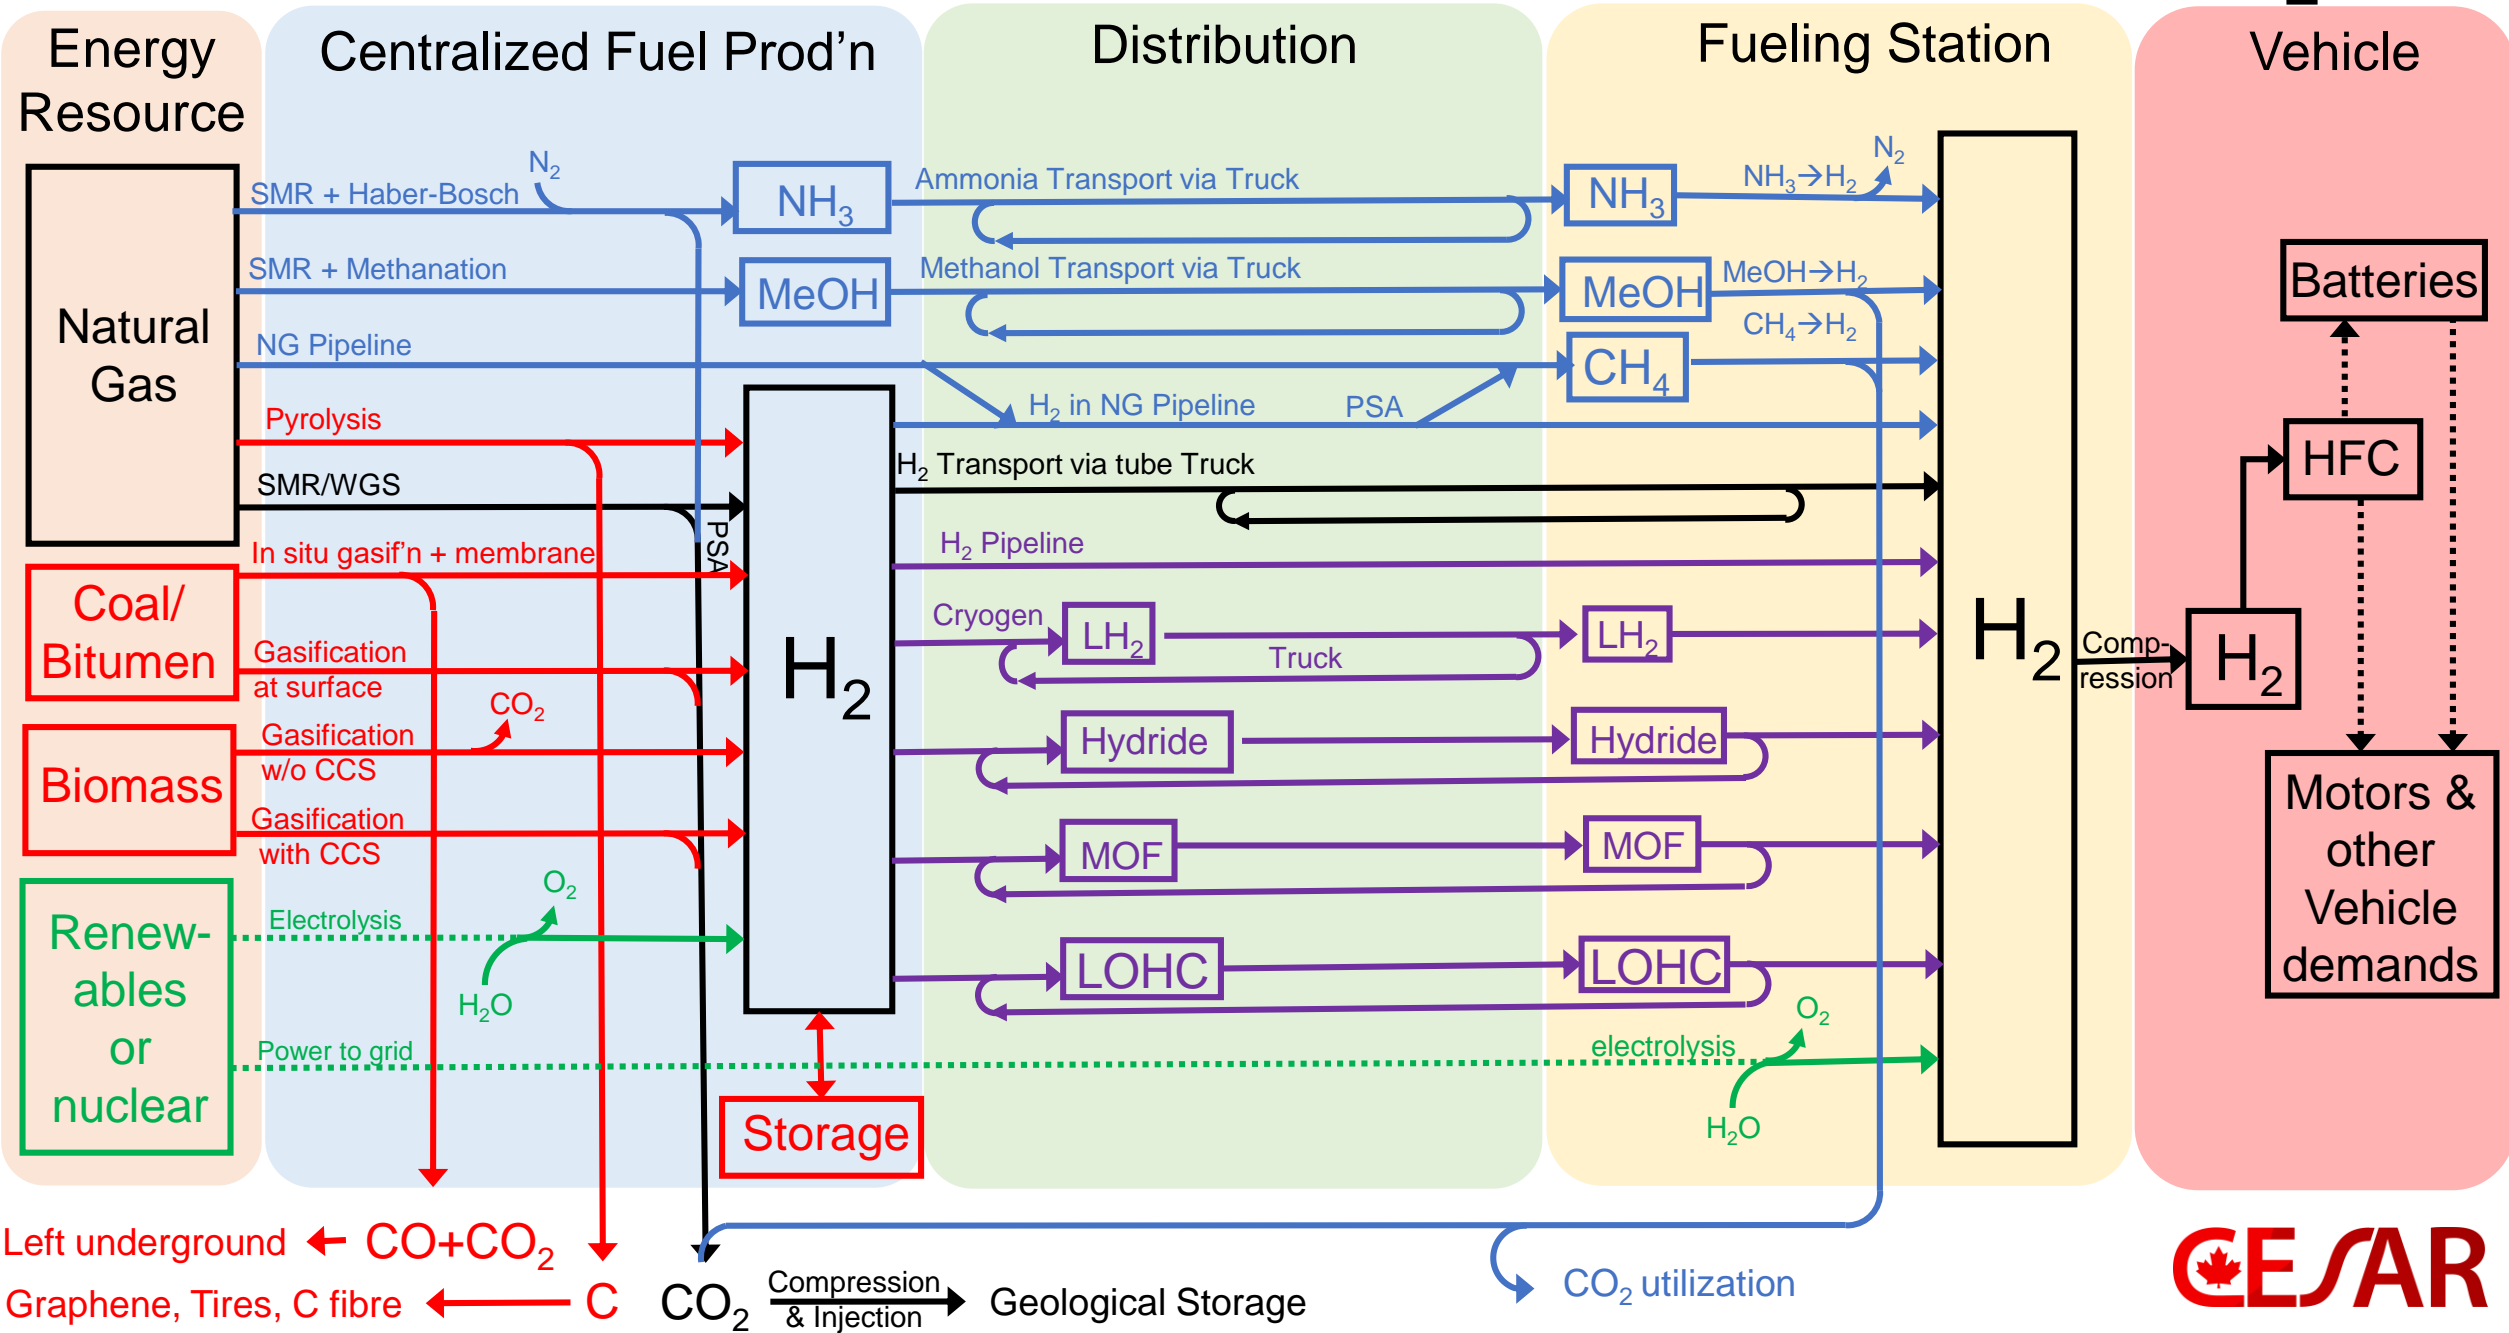 Energy
Resource
Centralized Fuel Prod’n
Distribution
Fueling Station
Vehicle
Natural
Gas
Coal/
Bitumen
Biomass
Renew-
ables
or
nuclear
SMR + Haber-Bosch
N2
SMR + Methanation
NG Pipeline
Pyrolysis
SMR/WGS
PSA
In situ gasif'n + membrane
Gasification
at surface
CO2
Gasification
w/o CCS
Gasification
with CCS
Electrolysis
O2
H2O
Power to grid
NH3
MeOH
H2
Storage
Ammonia Transport via Truck
Methanol Transport via Truck
H2 in NG Pipeline
PSA
H2 Transport via tube Truck
H2 Pipeline
Cryogen
LH2
Truck
Hydride
MOF
LOHC
NH3
NH3→H2
N2
MeOH
MeOH→H2
CH4
CH4→H2
LH2
Hydride
MOF
LOHC
electrolysis
O2
H2O
H2
Comp-
ression
H2
HFC
Batteries
Motors &
other
Vehicle
demands
Left underground
CO+CO2
Graphene, Tires, C fibre
C
CO2
Compression
& Injection
Geological Storage
CO2 utilization
CESAR